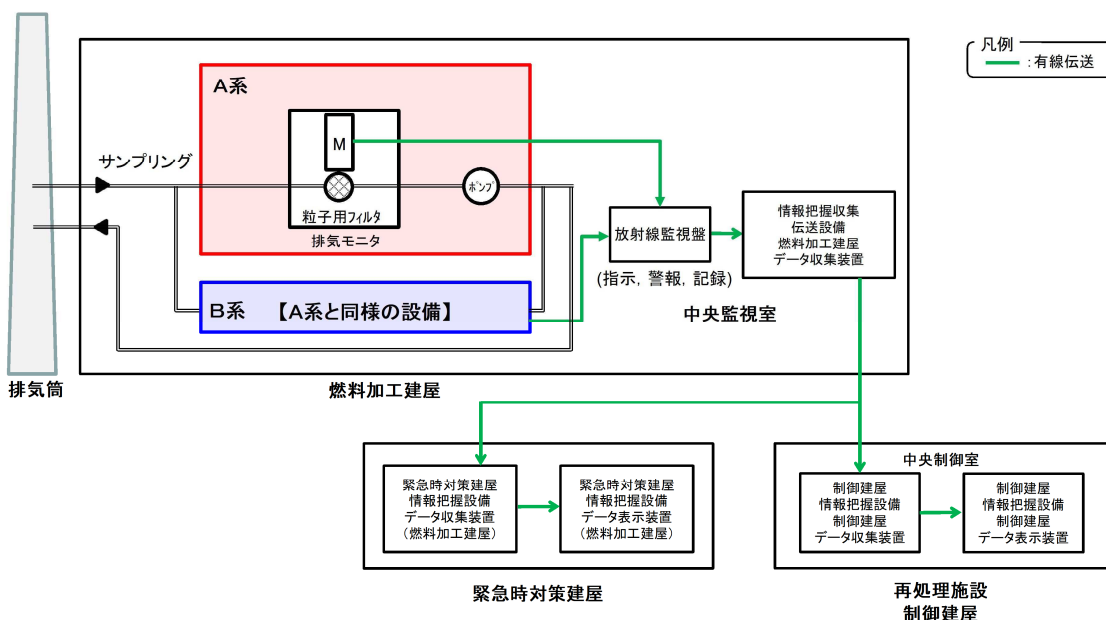 凡例
：有線伝送
A系
M
サンプリング
ポンプ
粒子用フィルタ
排気モニタ
放射線監視盤
(指示，警報，記録)
情報把握収集
伝送設備
燃料加工建屋
データ収集装置
中央監視室
B系 【A系と同様の設備】
排気筒
燃料加工建屋
緊急時対策建屋
情報把握設備
データ収集装置
（燃料加工建屋）
緊急時対策建屋
情報把握設備
データ表示装置
（燃料加工建屋）
緊急時対策建屋
中央制御室
制御建屋
情報把握設備
制御建屋
データ収集装置
制御建屋
情報把握設備
制御建屋
データ表示装置
再処理施設
制御建屋